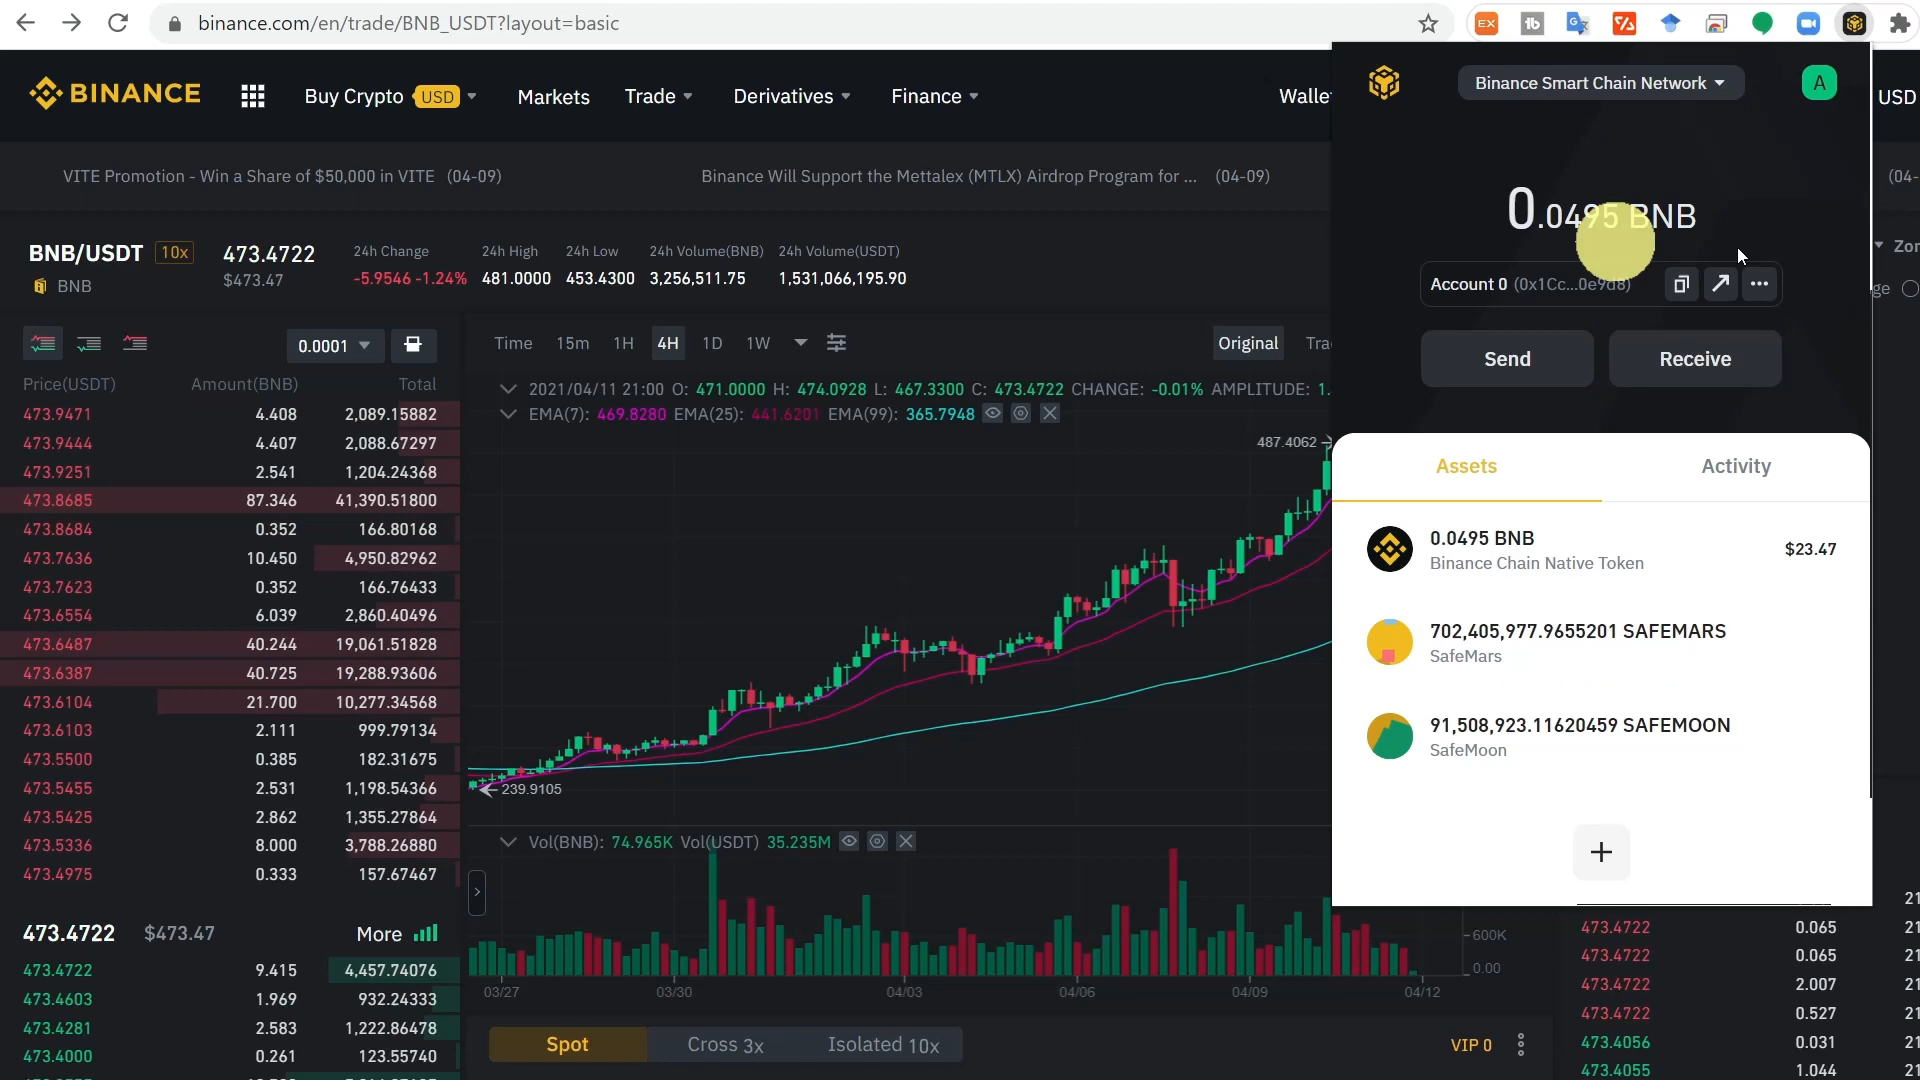 binance.com/en/trade/BNB_USDT?layout=basic
BINANCE
Buy Crypto USD
Markets
Trade
Derivatives
Finance
USD
VITE Promotion - Win a Share of $50,000 in VITE (04-09)
Binance Will Support the Mettalex (MTLX) Airdrop Program for ... (04-09)
BNB/USDT 10x
BNB
473.4722
$473.47
24h Change
-5.9546 -1.24%
24h High
481.0000
24h Low
453.4300
24h Volume(BNB)
3,256,511.75
24h Volume(USDT)
1,531,066,195.90
0.0001
Price(USDT) Amount(BNB) Total
473.9471 4.408 2,089.15882
473.9444 4.407 2,088.67297
473.9251 2.541 1,204.24368
473.8685 87.346 41,390.51800
473.8684 0.352 166.80168
473.7636 10.450 4,950.82962
473.7623 0.352 166.76433
473.6554 6.039 2,860.40496
473.6487 40.244 19,061.51828
473.6387 40.725 19,288.93606
473.6104 21.700 10,277.34568
473.6103 2.111 999.79134
473.5500 0.385 182.31675
473.5455 2.531 1,198.54366
473.5425 2.862 1,355.27864
473.5336 8.000 3,788.26880
473.4975 0.333 157.67467
473.4722 $473.47 More
473.4722 9.415 4,457.74076
473.4603 1.969 932.24333
473.4281 2.583 1,222.86478
473.4000 0.261 123.55740
Time 15m 1H 4H 1D 1W
Original
2021/04/11 21:00 O: 471.0000 H: 474.0928 L: 467.3300 C: 473.4722 CHANGE: -0.01% AMPLITUDE:
EMA(7): 469.8280 EMA(25): 441.6201 EMA(99): 365.7948
487.4062
239.9105
Vol(BNB): 74.965K Vol(USDT) 35.235M
600K
0.00
03/27 03/30 04/03 04/06 04/09 04/12
Spot Cross 3x Isolated 10x
VIP 0
Binance Smart Chain Network
A
0.0495 BNB
Account 0 (0x1Cc...0e9d8)
Send Receive
Assets Activity
0.0495 BNB
Binance Chain Native Token
$23.47
702,405,977.9655201 SAFEMARS
SafeMars
91,508,923.11620459 SAFEMOON
SafeMoon
+
473.4722 0.065
473.4722 0.065
473.4722 2.007
473.4722 0.527
473.4056 0.031
473.4055 1.044